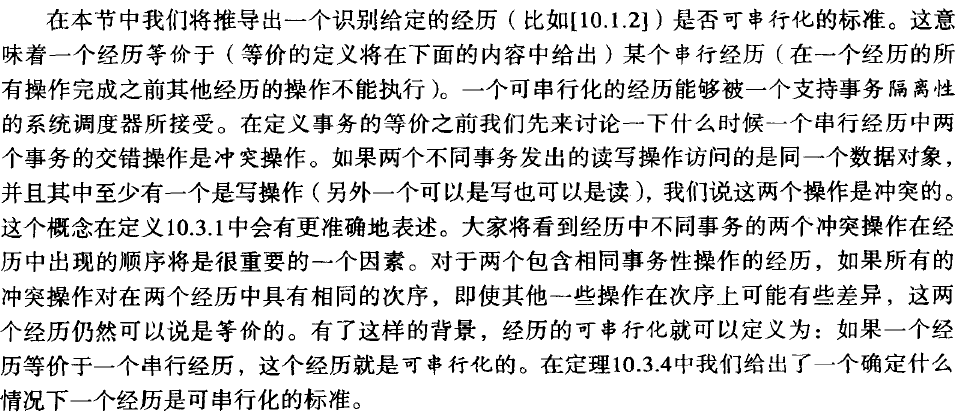 在本节中我们将推导出一个识别给定的经历（比如[10.1.2]）是否可串行化的标准。这意
味着一个经历等价于（等价的定义将在下面的内容中给出）某个串行经历（在一个经历的所
有操作完成之前其他经历的操作不能执行）。一个可串行化的经历能够被一个支持事务隔离性
的系统调度器所接受。在定义事务的等价之前我们先来讨论一下什么时候一个串行经历中两
个事务的交错操作是冲突操作。如果两个不同事务发出的读写操作访问的是同一个数据对象，
并且其中至少有一个是写操作（另外一个可以是写也可以是读），我们说这两个操作是冲突的。
这个概念在定义10.3.1中会有更准确地表述。大家将看到经历中不同事务的两个冲突操作在经
历中出现的顺序将是很重要的一个因素。对于两个包含相同事务性操作的经历，如果所有的
冲突操作对在两个经历中具有相同的次序，即使其他一些操作在次序上可能有些差异，这两
个经历仍然可以说是等价的。有了这样的背景，经历的可串行化就可以定义为：如果一个经
历等价于一个串行经历，这个经历就是可串行化的。在定理10.3.4中我们给出了一个确定什么
情况下一个经历是可串行化的标准。